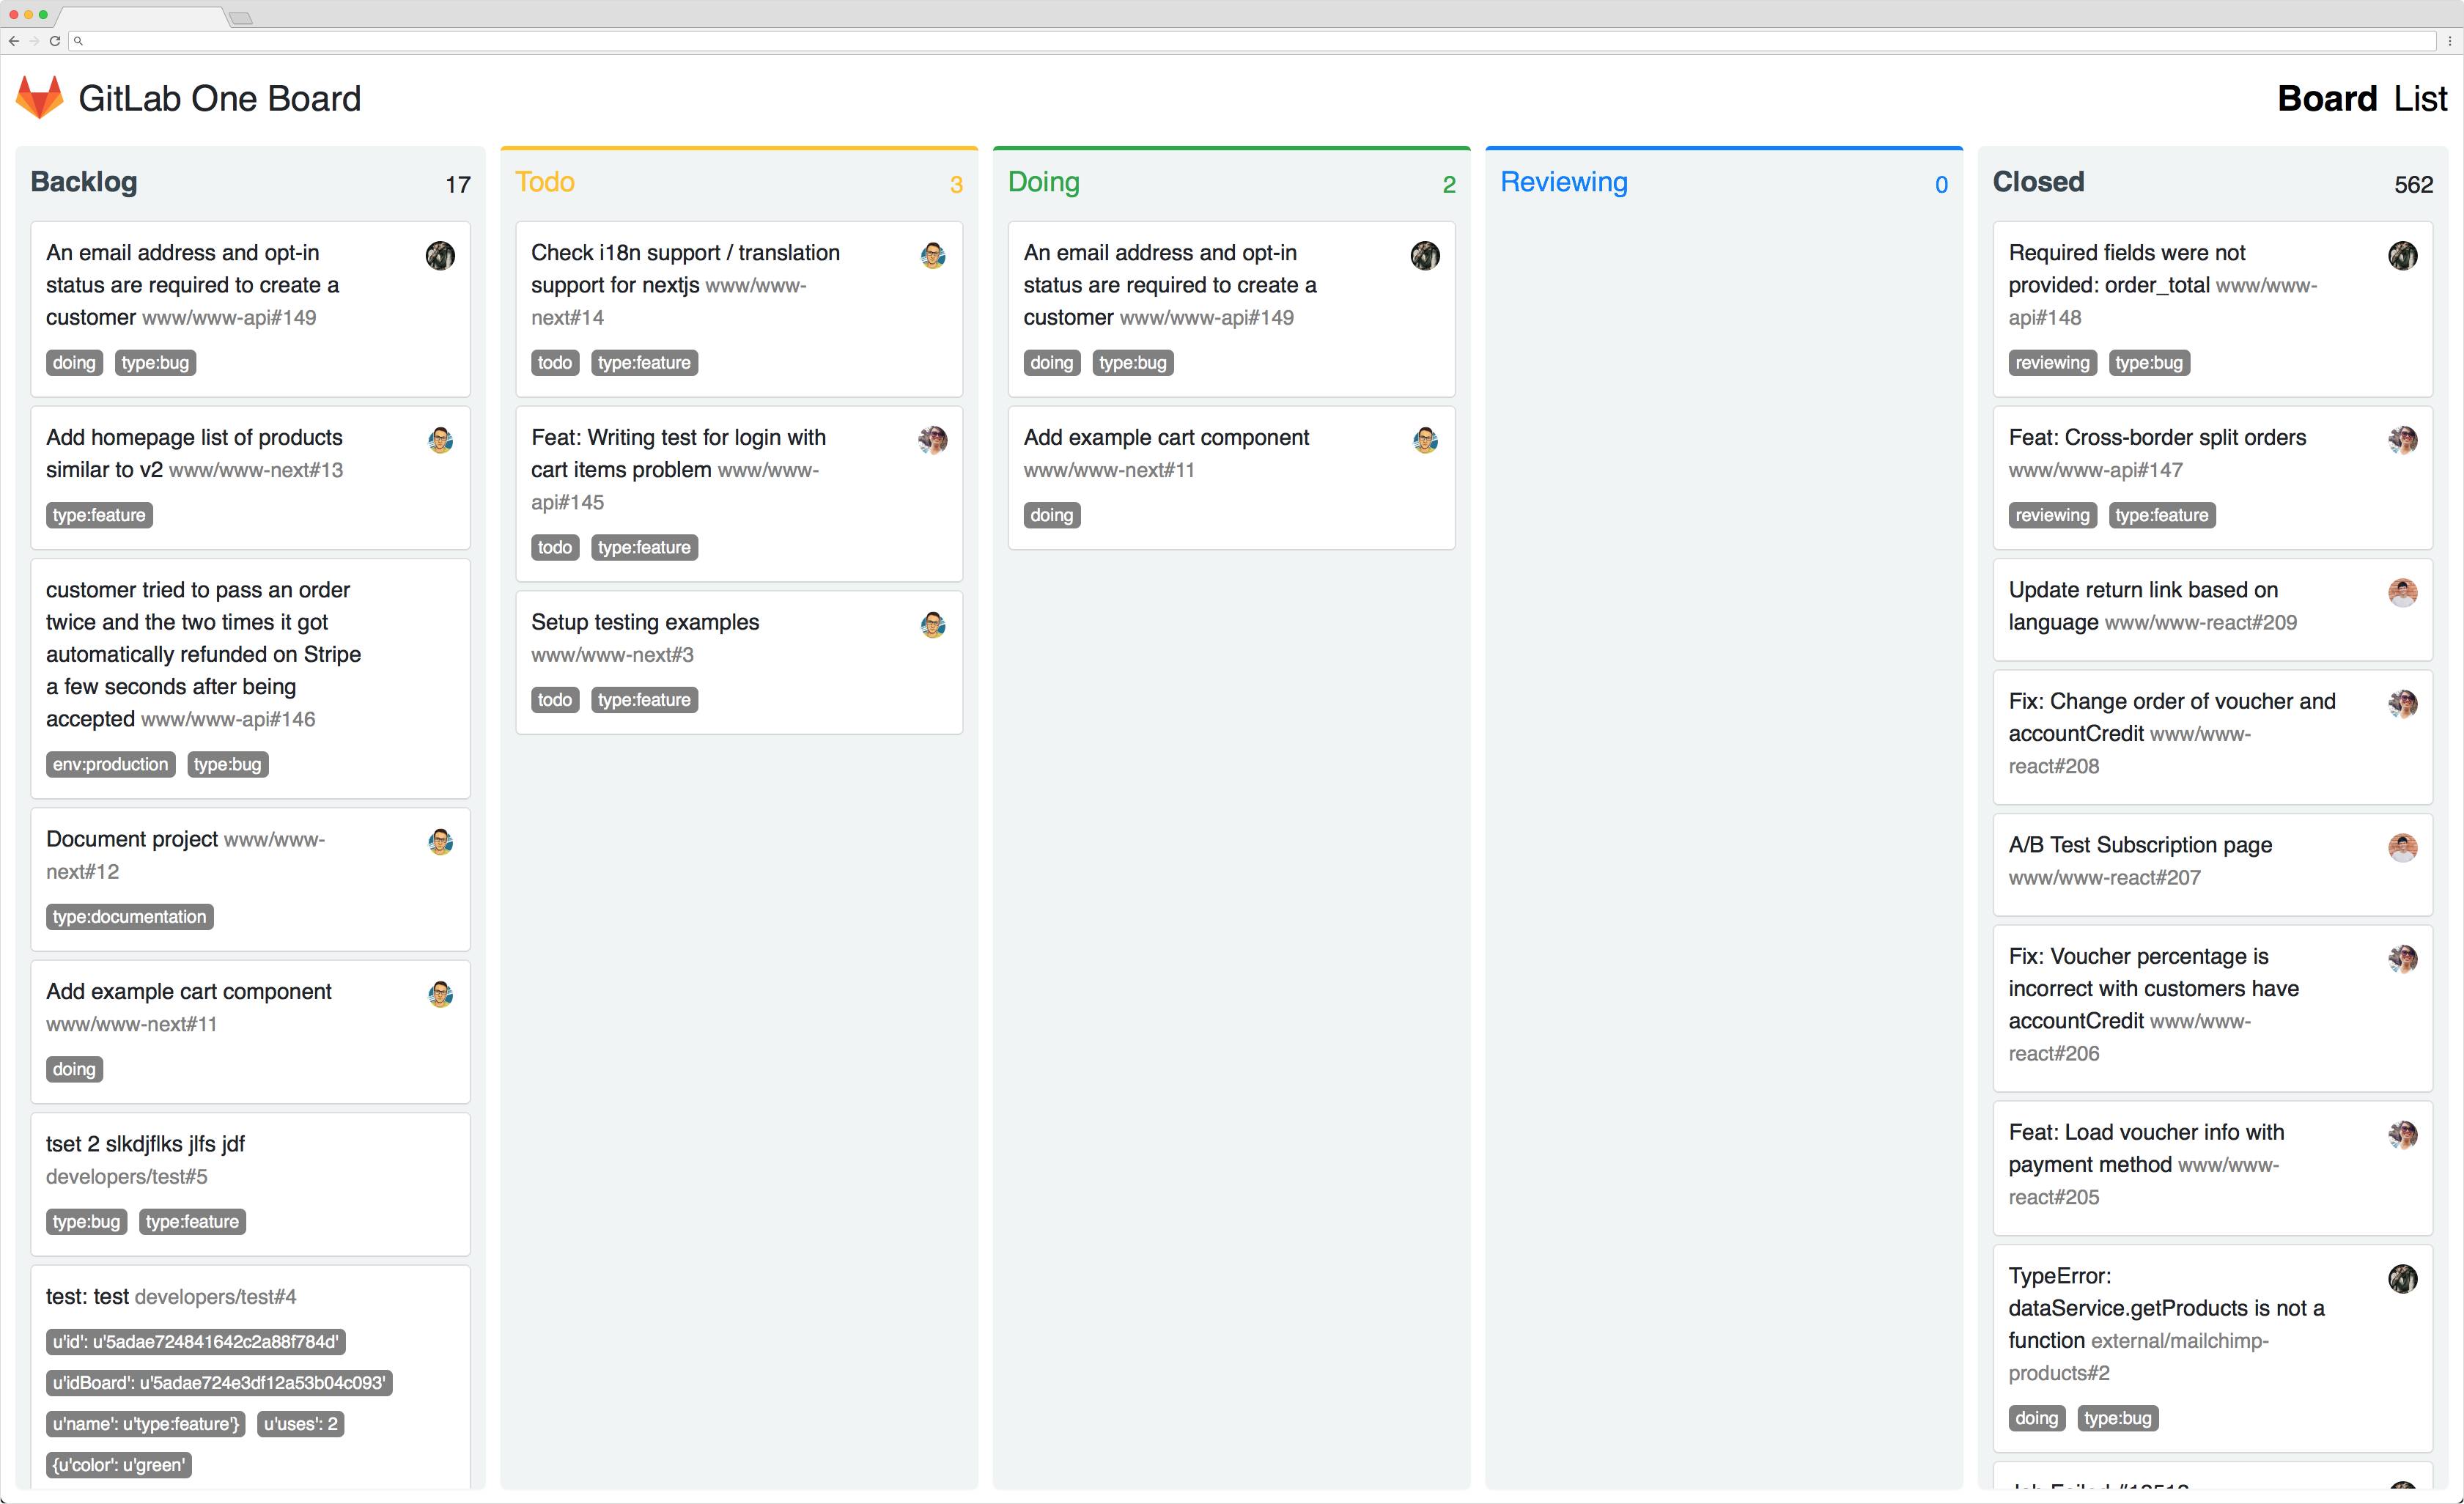 GitLab One Board
Board List
Backlog 17
An email address and opt-in
status are required to create a
customer www/www-api#149
doing type:bug
Add homepage list of products
similar to v2 www/www-next#13
type:feature
customer tried to pass an order
twice and the two times it got
automatically refunded on Stripe
a few seconds after being
accepted www/www-api#146
env:production type:bug
Document project www/www-
next#12
type:documentation
Add example cart component
www/www-next#11
doing
tset 2 slkdjflks jlfs jdf
developers/test#5
type:bug type:feature
test: test developers/test#4
u'id': u'5adae724841642c2a88f784d'
u'idBoard': u'5adae724e3df12a53b04c093'
u'name': u'type:feature'} u'uses': 2
{u'color': u'green'
Todo 3
Check i18n support / translation
support for nextjs www/www-
next#14
todo type:feature
Feat: Writing test for login with
cart items problem www/www-
api#145
todo type:feature
Setup testing examples
www/www-next#3
todo type:feature
Doing 2
An email address and opt-in
status are required to create a
customer www/www-api#149
doing type:bug
Add example cart component
www/www-next#11
doing
Reviewing 0
Closed 562
Required fields were not
provided: order_total www/www-
api#148
reviewing type:bug
Feat: Cross-border split orders
www/www-api#147
reviewing type:feature
Update return link based on
language www/www-react#209
Fix: Change order of voucher and
accountCredit www/www-
react#208
A/B Test Subscription page
www/www-react#207
Fix: Voucher percentage is
incorrect with customers have
accountCredit www/www-
react#206
Feat: Load voucher info with
payment method www/www-
react#205
TypeError:
dataService.getProducts is not a
function external/mailchimp-
products#2
doing type:bug